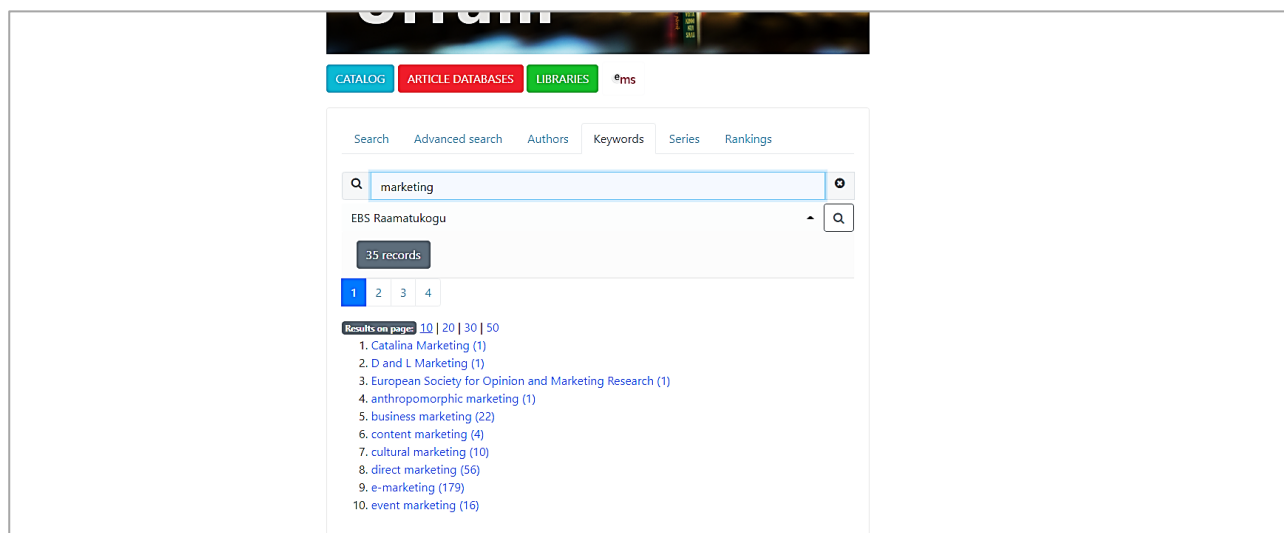 CATALOG ARTICLE DATABASES LIBRARIES ems
Search Advanced search Authors Keywords Series Rankings
marketing
EBS Raamatukogu
35 records
1 2 3 4
Results on page: 10 | 20 | 30 | 50
1. Catalina Marketing (1)
2. D and L Marketing (1)
3. European Society for Opinion and Marketing Research (1)
4. anthropomorphic marketing (1)
5. business marketing (22)
6. content marketing (4)
7. cultural marketing (10)
8. direct marketing (56)
9. e-marketing (179)
10. event marketing (16)